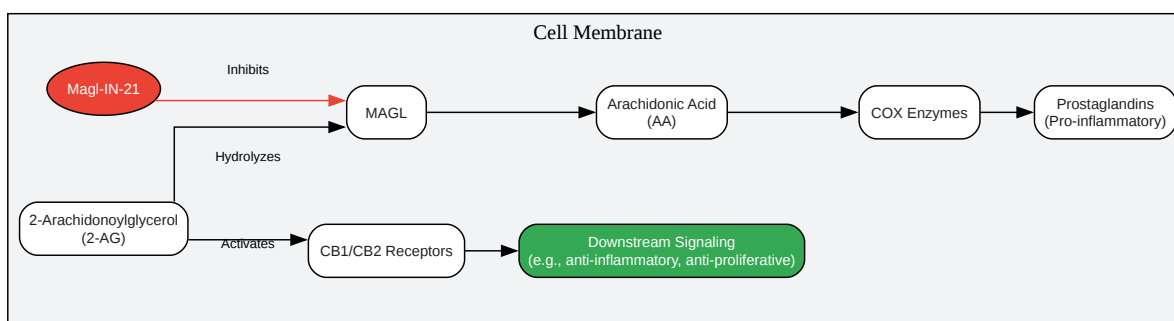 Cell Membrane
Inhibits
Magl-IN-21
MAGL
Arachidonic Acid
(AA)
COX Enzymes
Prostaglandins
(Pro-inflammatory)
Hydrolyzes
2-Arachidonoylglycerol
(2-AG)
Activates
CB1/CB2 Receptors
Downstream Signaling
(e.g., anti-inflammatory, anti-proliferative)